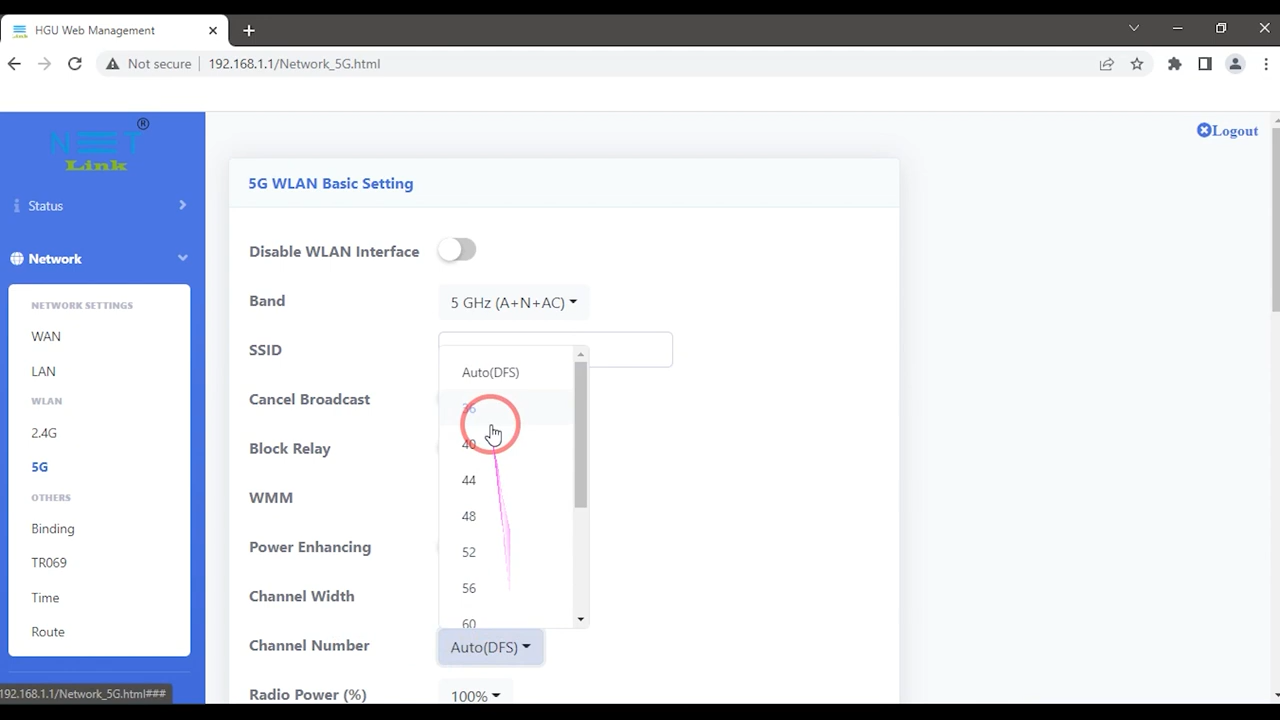 HGU Web Management
Not secure
192.168.1.1/Network_5G.html
NET
Link
®
Logout
Status
Network
NETWORK SETTINGS
WAN
LAN
WLAN
2.4G
5G
OTHERS
Binding
TR069
Time
Route
5G WLAN Basic Setting
Disable WLAN Interface
Band
5 GHz (A+N+AC)
SSID
Cancel Broadcast
Block Relay
WMM
Power Enhancing
Channel Width
Auto(DFS)
36
40
44
48
52
56
60
Channel Number
Auto(DFS)
Radio Power (%)
100%
192.168.1.1/Network_5G.html###